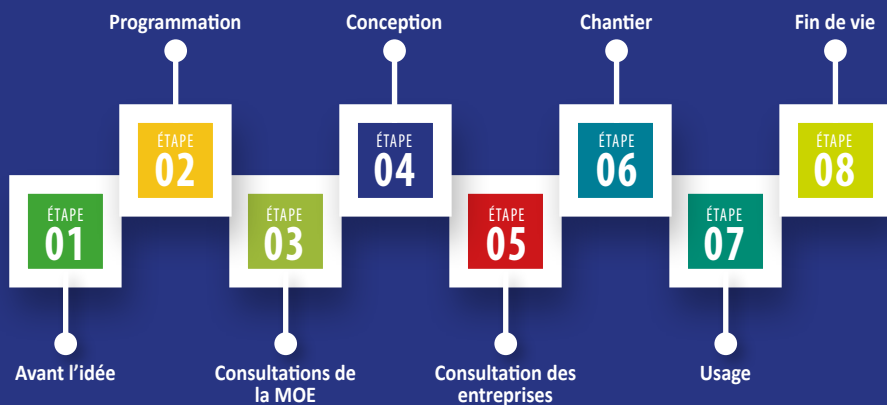 Programmation
Conception
Chantier
Fin de vie
ÉTAPE
02
ÉTAPE
04
ÉTAPE
06
ÉTAPE
08
ÉTAPE
01
ÉTAPE
03
ÉTAPE
05
ÉTAPE
07
Avant l’idée
Consultations de
la MOE
Consultation des
entreprises
Usage